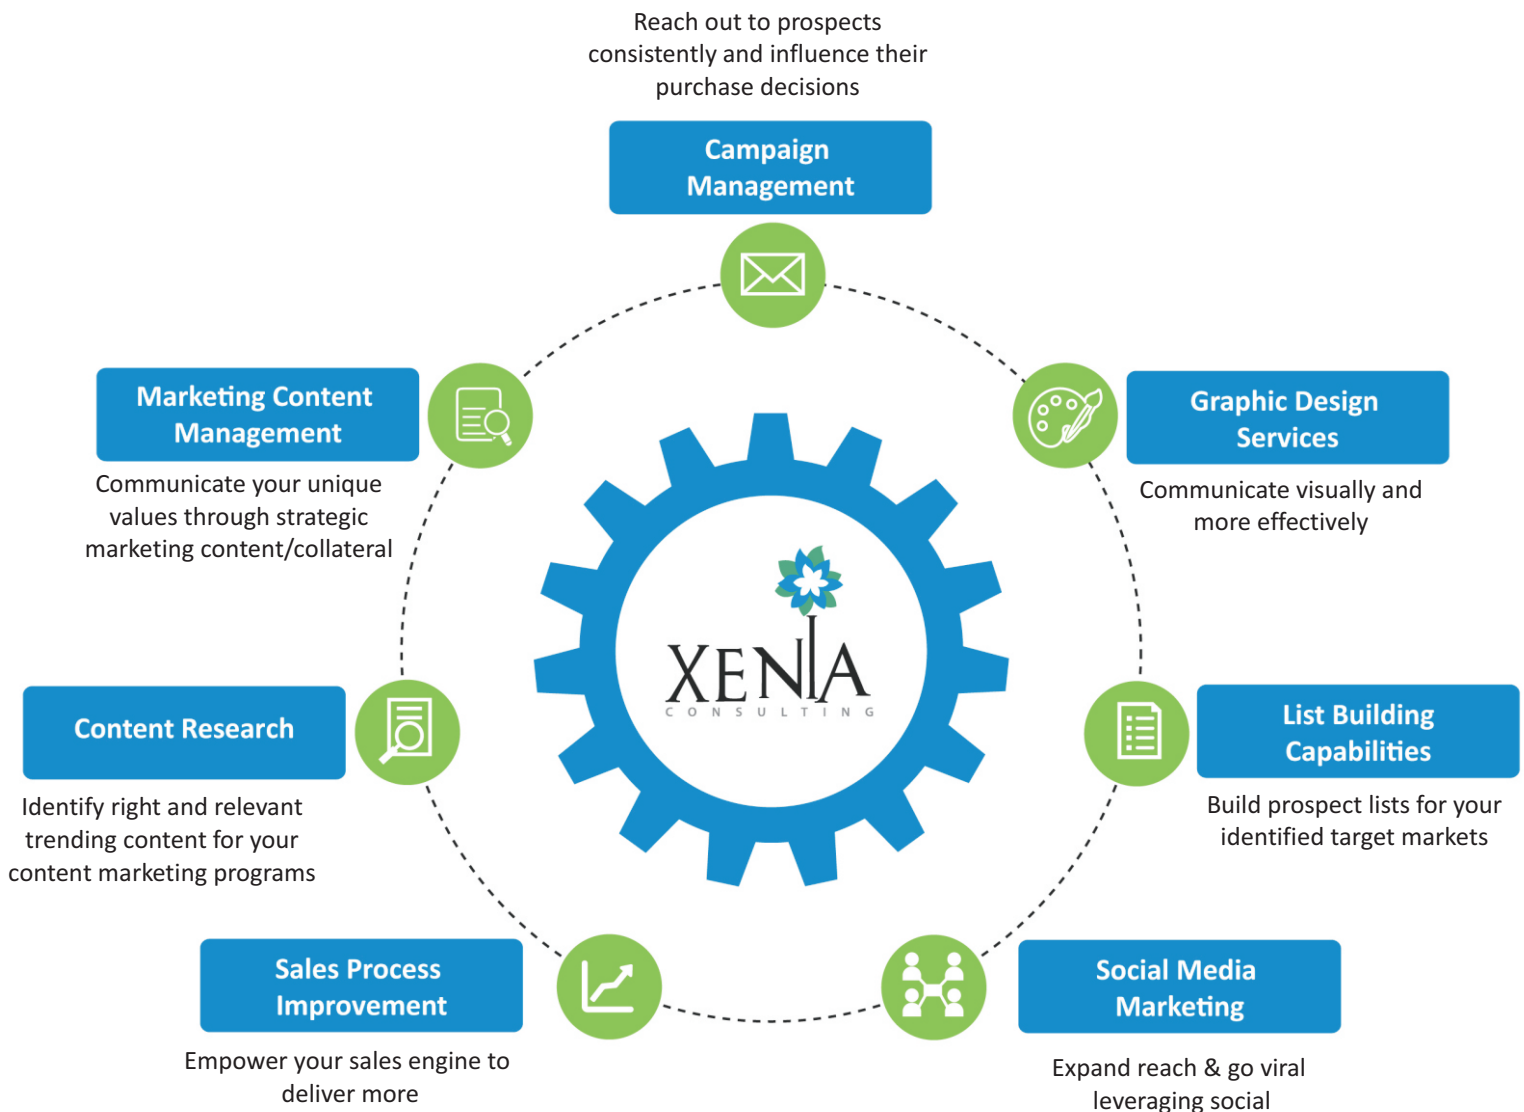 Reach out to prospects
consistently and influence their
purchase decisions
Campaign
Management
Graphic Design
Services
Communicate visually and
more effectively
List Building
Capabilities
Build prospect lists for your
identified target markets
Social Media
Marketing
Expand reach & go viral
leveraging social
Sales Process
Improvement
Empower your sales engine to
deliver more
Content Research
Identify right and relevant
trending content for your
content marketing programs
Marketing Content
Management
Communicate your unique
values through strategic
marketing content/collateral
XENIA
CONSULTING